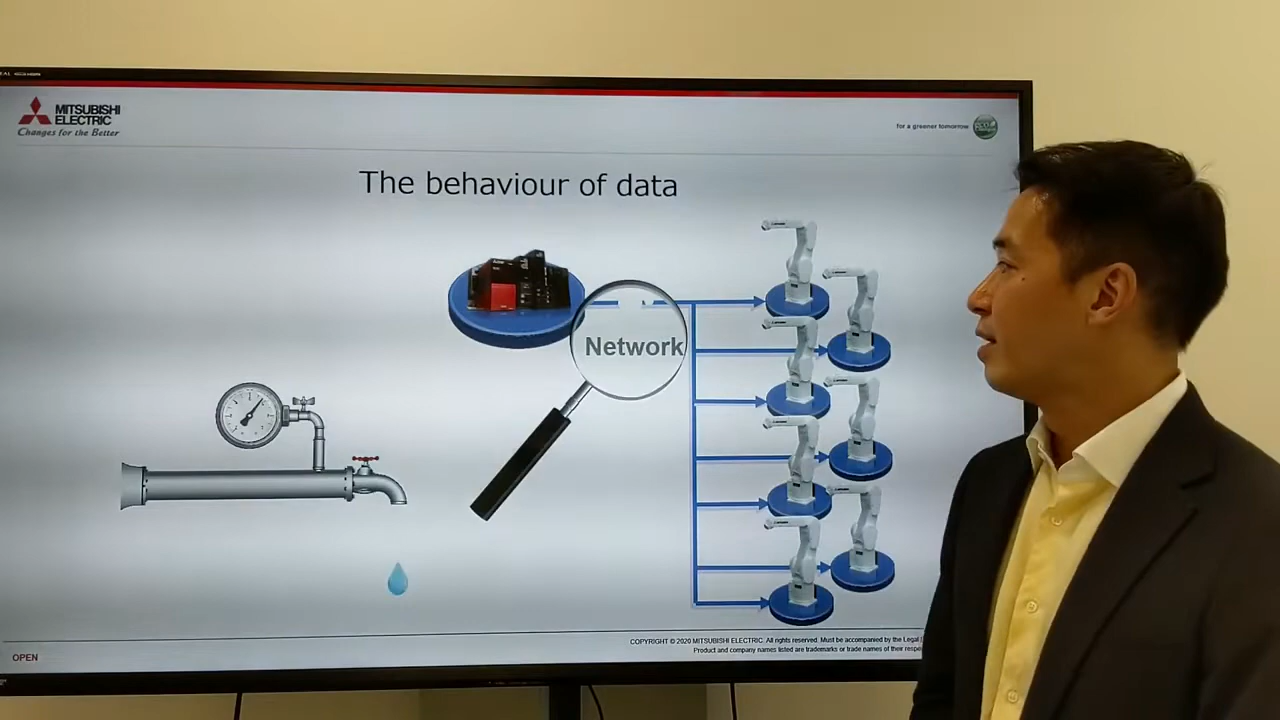 MITSUBISHI
ELECTRIC
Changes for the Better
for a greener tomorrow
The behaviour of data
Network
COPYRIGHT © 2020 MITSUBISHI ELECTRIC. All rights reserved. Must be accompanied by the Legal
Product and company names listed are trademarks or trade names of their
OPEN